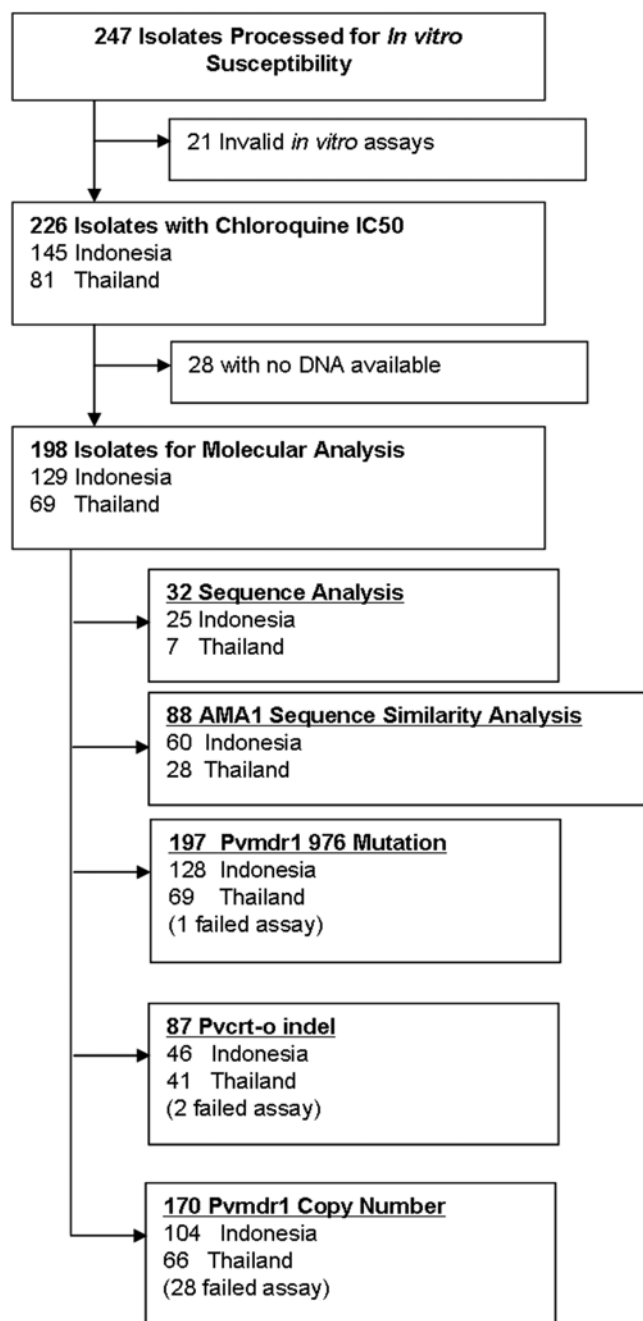 247 Isolates Processed for In vitro
Susceptibility
21 Invalid in vitro assays
226 Isolates with Chloroquine IC50
145 Indonesia
81 Thailand
28 with no DNA available
198 Isolates for Molecular Analysis
129 Indonesia
69 Thailand
32 Sequence Analysis
25 Indonesia
7 Thailand
88 AMA1 Sequence Similarity Analysis
60 Indonesia
28 Thailand
197 Pvmdr1 976 Mutation
128 Indonesia
69 Thailand
(1 failed assay)
87 Pvcrt-o indel
46 Indonesia
41 Thailand
(2 failed assay)
170 Pvmdr1 Copy Number
104 Indonesia
66 Thailand
(28 failed assay)